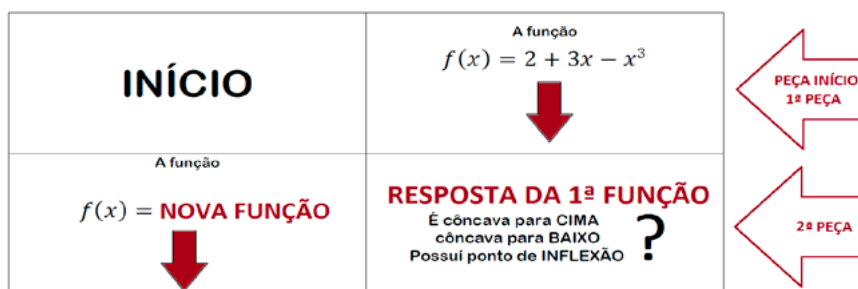 INÍCIO
A função
f(x) = 2 + 3x − x³
PEÇA INÍCIO
1ª PEÇA
A função
f(x) = NOVA FUNÇÃO
RESPOSTA DA 1ª FUNÇÃO
É côncava para CIMA
côncava para BAIXO
Possuí ponto de INFLEXÃO
?
2ª PEÇA